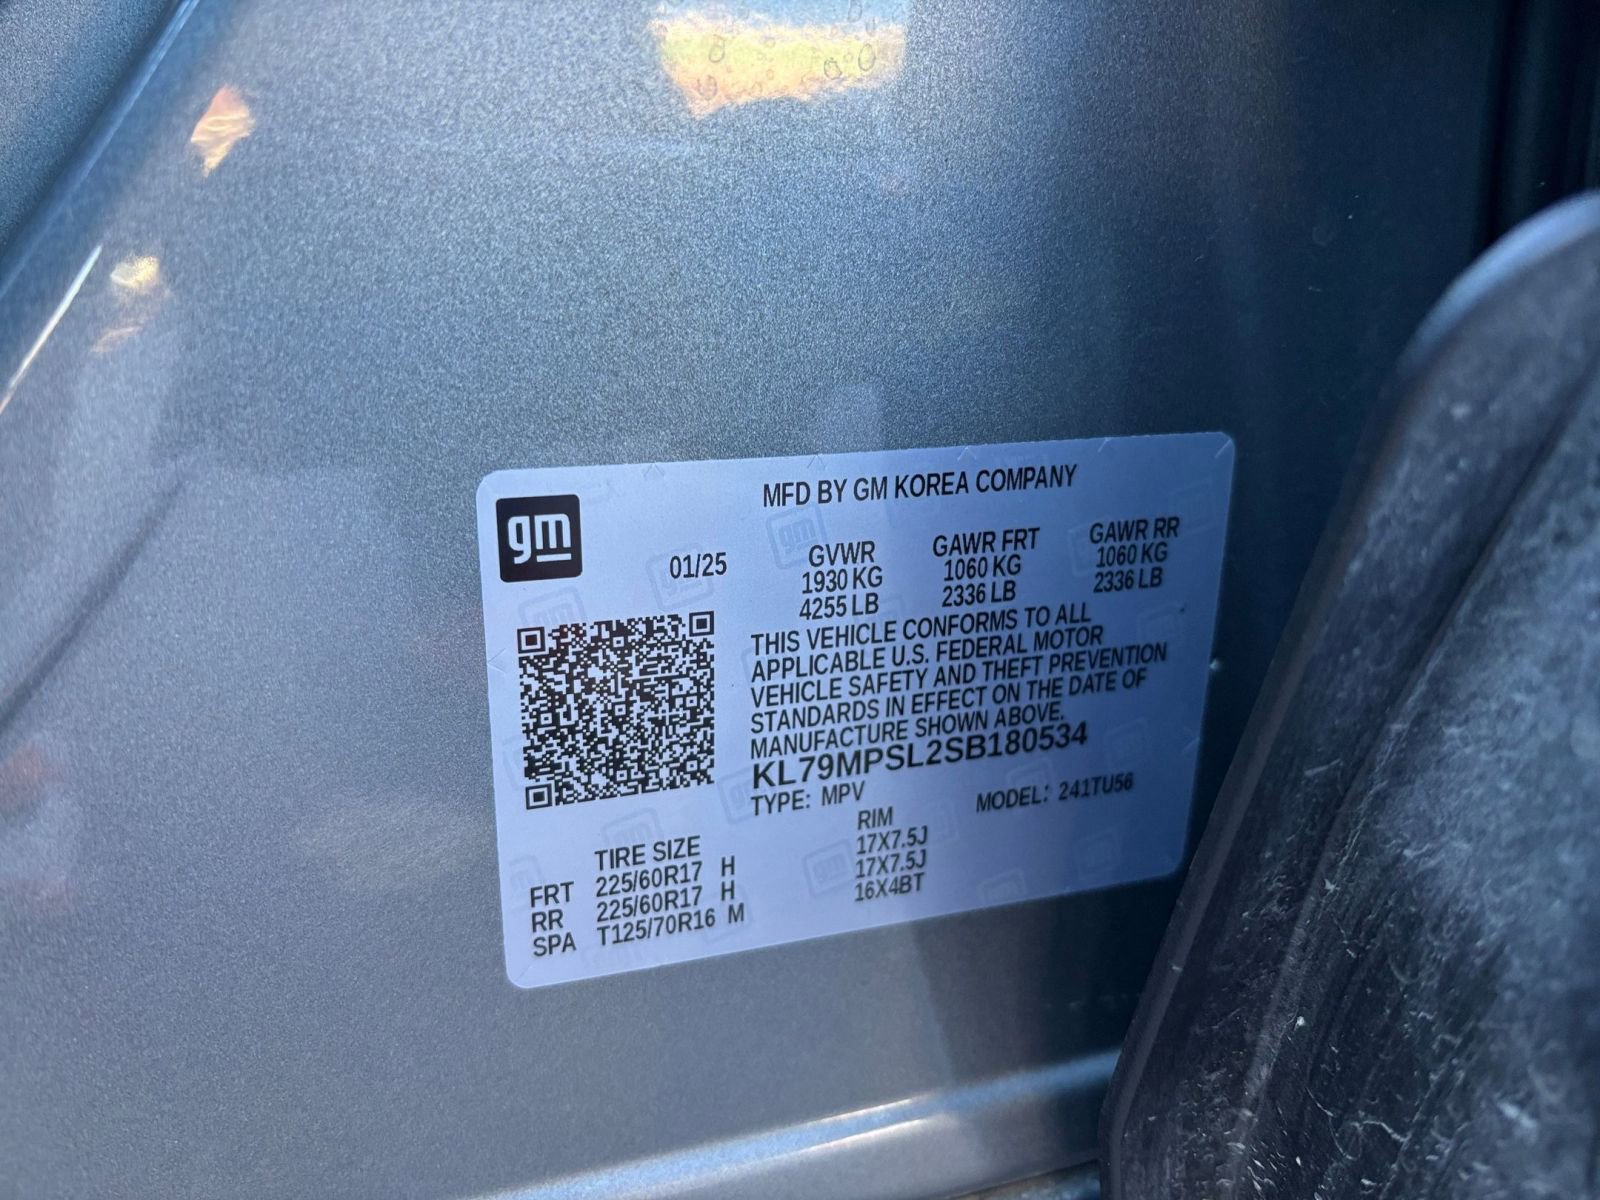 gm
MFD BY GM KOREA COMPANY
01/25
GVWR GAWR FRT GAWR RR
1930 KG 1060 KG 1060 KG
4255 LB 2336 LB 2336 LB
THIS VEHICLE CONFORMS TO ALL
APPLICABLE U.S. FEDERAL MOTOR
VEHICLE SAFETY AND THEFT PREVENTION
STANDARDS IN EFFECT ON THE DATE OF
MANUFACTURE SHOWN ABOVE.
KL79MPSL2SB180534
TYPE: MPV MODEL: 241TU56
TIRE SIZE RIM
FRT 225/60R17 H 17X7.5J
RR 225/60R17 H 17X7.5J
SPA T125/70R16 M 16X4BT